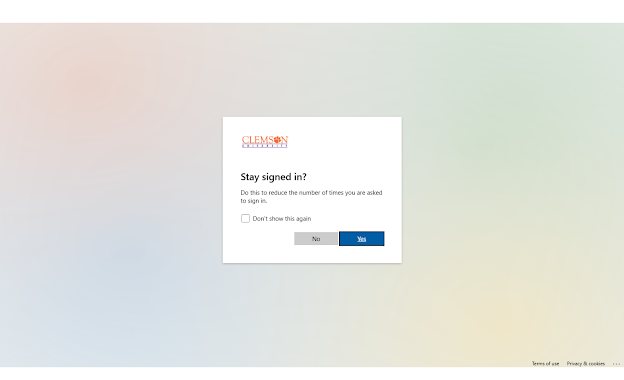 CLEMSON
UNIVERSITY
Stay signed in?
Do this to reduce the number of times you are asked
to sign in.
Don't show this again
No
Yes
Terms of use
Privacy & cookies
...